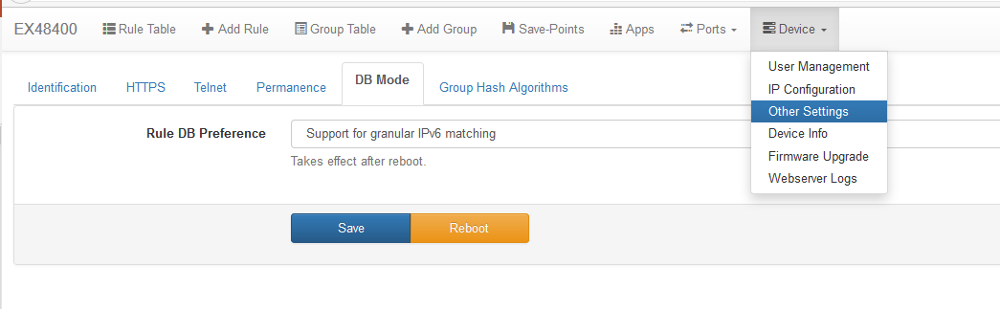 EX48400 Rule Table Add Rule Group Table Add Group Save-Points Apps Ports Device
User Management
IP Configuration
Other Settings
Device Info
Firmware Upgrade
Webserver Logs
Identification HTTPS Telnet Permanence DB Mode Group Hash Algorithms
Rule DB Preference Support for granular IPv6 matching
Takes effect after reboot.
Save Reboot